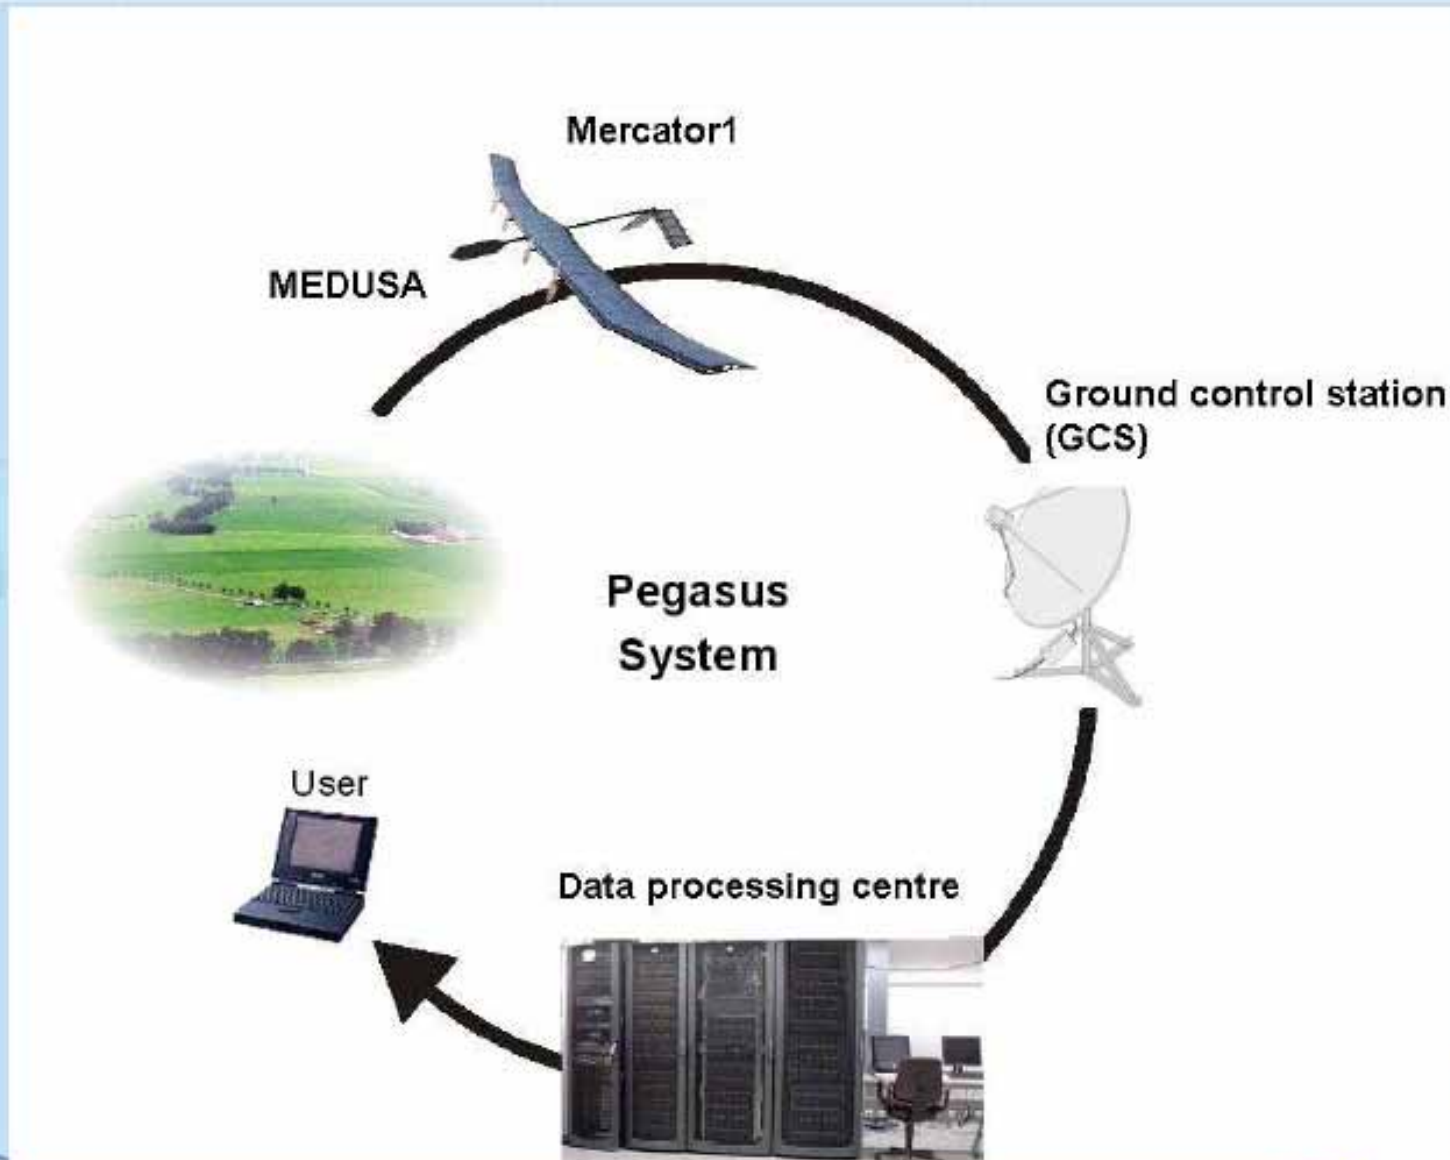 Mercator1
MEDUSA
Ground control station
(GCS)
Pegasus
System
User
Data processing centre